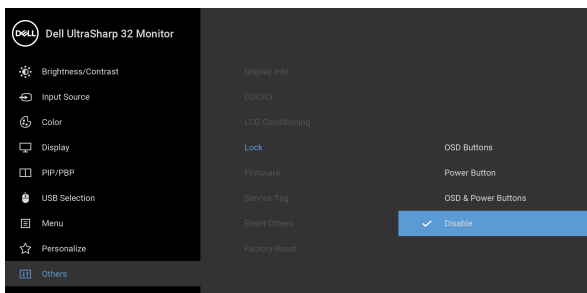 DELL Dell UltraSharp 32 Monitor
Brightness/Contrast
Input Source
Color
Display
PIP/PBP
USB Selection
Menu
Personalize
Others
Display Info
DDC/CI
LCD Conditioning
Lock
Firmware
Service Tag
Reset Others
Factory Reset
OSD Buttons
Power Button
OSD & Power Buttons
Disable